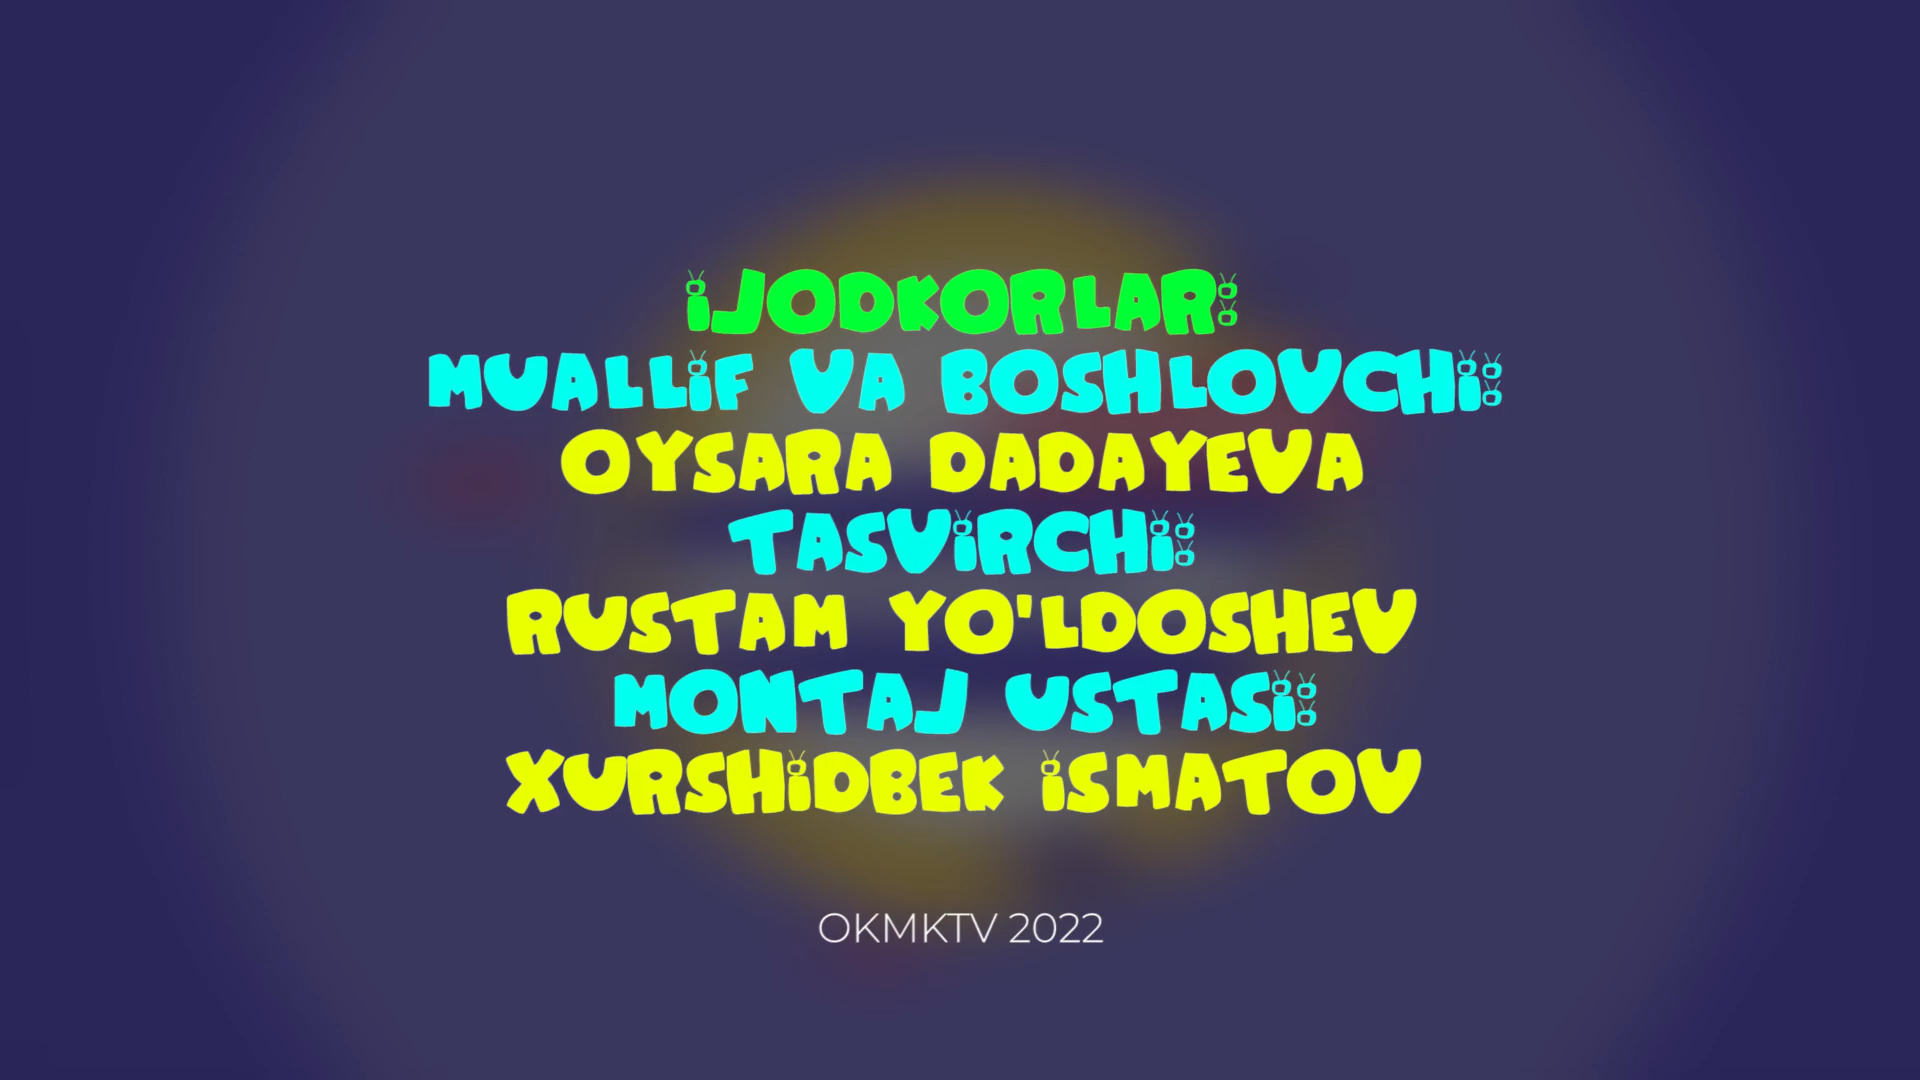 IJODKORLAR:
MUALLIF VA BOSHLOVCHI:
OYSARA DADAYEVA
TASVIRCHI:
RUSTAM YO'LDOSHEV
MONTAJ USTASI:
XURSHIDBEK ISMATOV
OKMKTV 2022